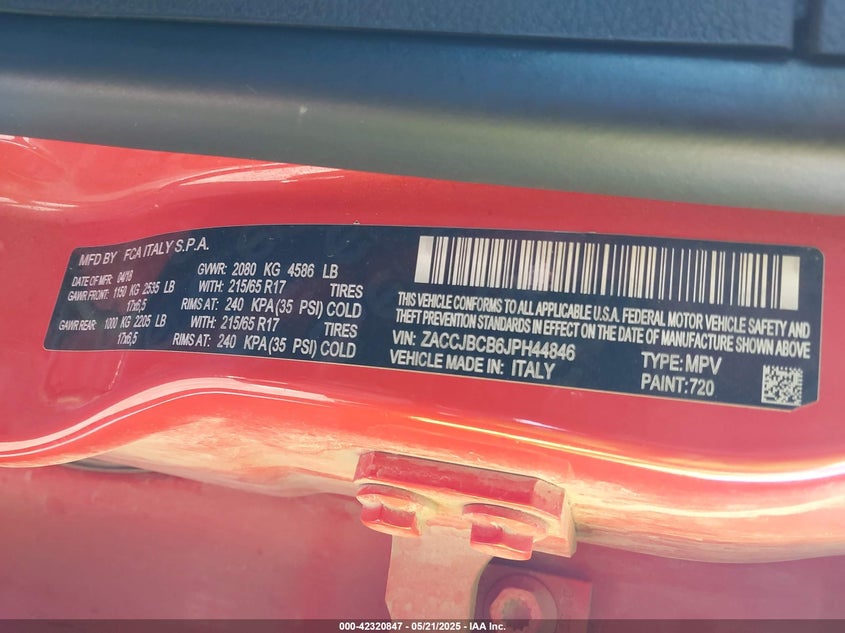 MFD BY FCA ITALY S.P.A.
DATE OF MFR: 04/18 GVWR: 2080 KG 4586 LB
GAWR FRONT: 1150 KG 2535 LB WITH: 215/65 R17 TIRES
17x6,5 RIMS AT: 240 KPA(35 PSI) COLD
GAWR REAR: 1000 KG 2205 LB WITH: 215/65 R17 TIRES
17x6,5 RIMS AT: 240 KPA(35 PSI) COLD
THIS VEHICLE CONFORMS TO ALL APPLICABLE U.S.A. FEDERAL MOTOR VEHICLE SAFETY AND
THEFT PREVENTION STANDARDS IN EFFECT ON THE DATE OF MANUFACTURE SHOWN ABOVE
VIN: ZACCJBCB6JPH44846 TYPE: MPV
VEHICLE MADE IN: ITALY PAINT: 720
000-42320847 - 05/21/2025 - IAA Inc.